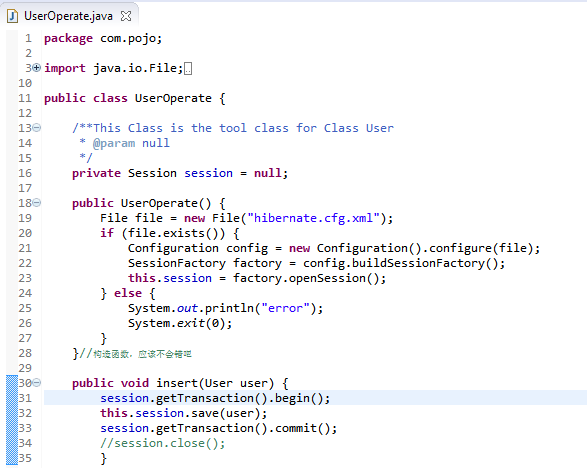 UserOperate.java
1 package com.pojo;
2
3 import java.io.File;
10
11 public class UserOperate {
12
13 /**This Class is the tool class for Class User
14 * @param null
15 */
16 private Session session = null;
17
18 public UserOperate() {
19 File file = new File("hibernate.cfg.xml");
20 if (file.exists()) {
21 Configuration config = new Configuration().configure(file);
22 SessionFactory factory = config.buildSessionFactory();
23 this.session = factory.openSession();
24 } else {
25 System.out.println("error");
26 System.exit(0);
27 }
28 }//构造函数，应该不会错吧
29
30 public void insert(User user) {
31 session.getTransaction().begin();
32 this.session.save(user);
33 session.getTransaction().commit();
34 //session.close();
35 }